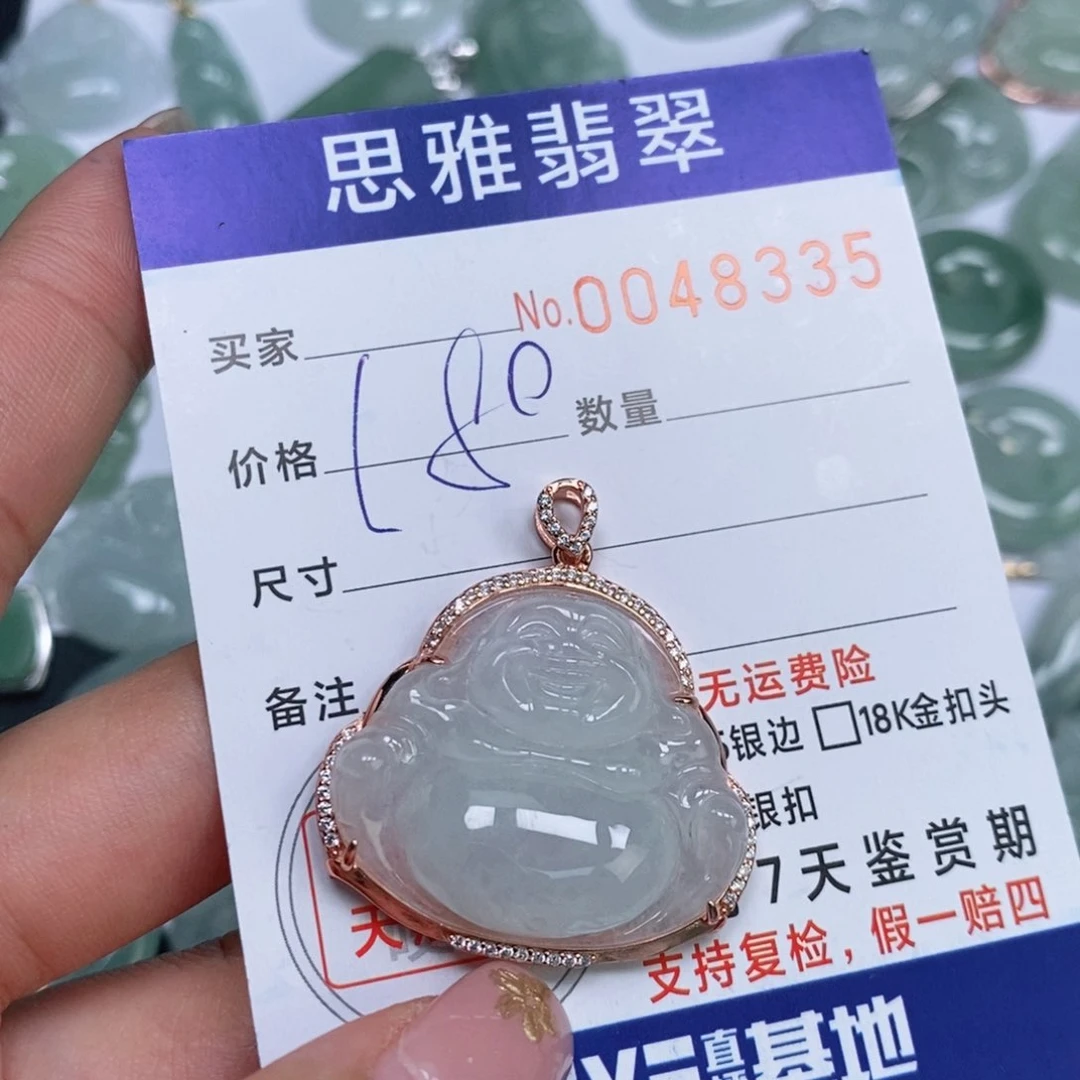 思雅翡翠
No.0048335
买家
价格 180 数量
尺寸
备注
无运费险
银边 □18K金扣头
银扣
7天鉴赏期
天
支持复检，假一赔四
基地